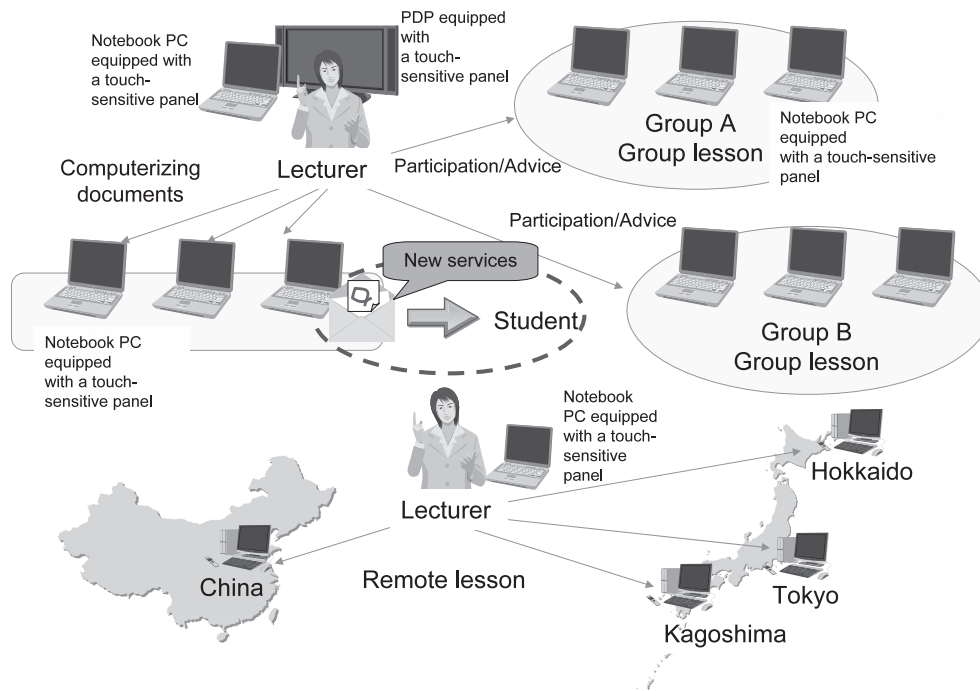 Notebook PC
equipped with
a touch-
sensitive panel
PDP equipped
with
a touch-
sensitive panel
Lecturer
Computerizing
documents
Participation/Advice
Group A
Group lesson
Notebook PC
equipped
with a touch-sensitive
panel
Participation/Advice
New services
Student
Notebook PC
equipped
with a touch-
sensitive panel
Group B
Group lesson
Notebook
PC equipped
with a touch-
sensitive
panel
Lecturer
Remote lesson
China
Hokkaido
Tokyo
Kagoshima